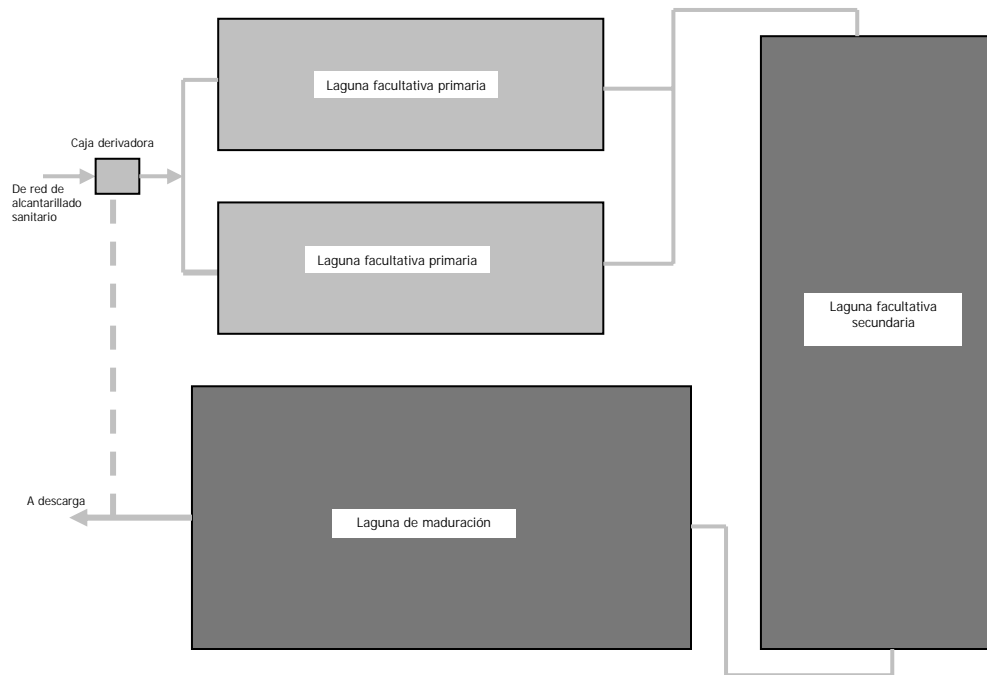 Laguna facultativa primaria
Caja derivadora
De red de
alcantarillado
sanitario
Laguna facultativa primaria
Laguna facultativa
secundaria
A descarga
Laguna de maduración